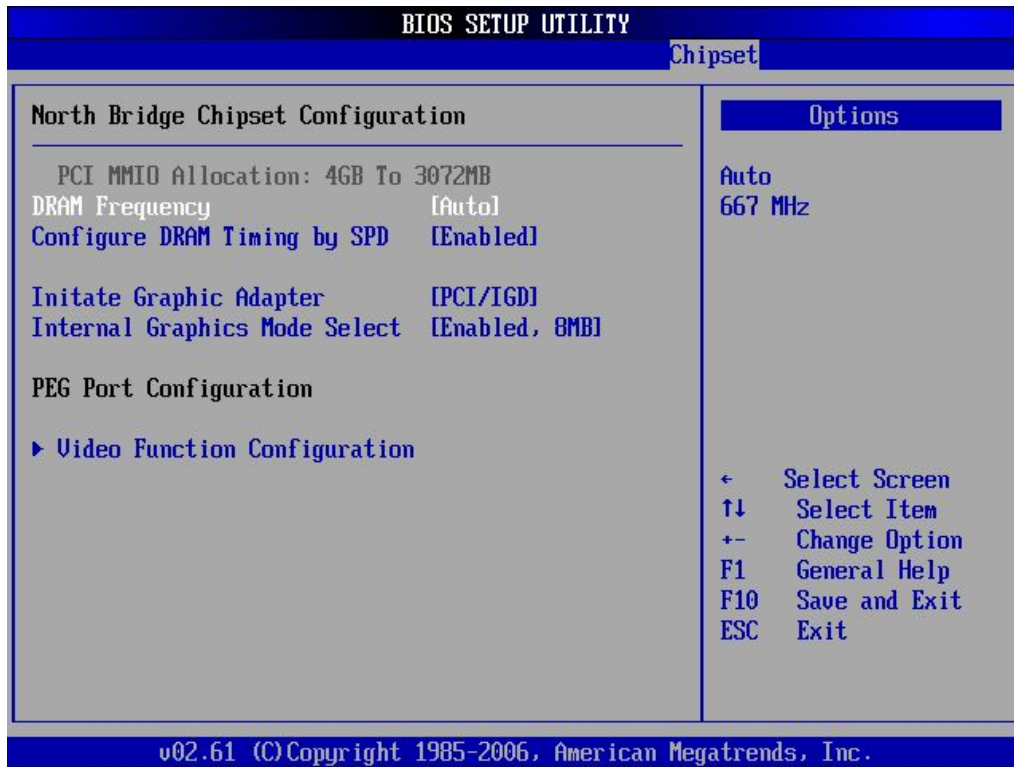 BIOS SETUP UTILITY
Chipset
North Bridge Chipset Configuration
PCI MMIO Allocation: 4GB To 3072MB
DRAM Frequency [Auto]
Configure DRAM Timing by SPD [Enabled]
Initate Graphic Adapter [PCI/IGD]
Internal Graphics Mode Select [Enabled, 8MB]
PEG Port Configuration
▶ Video Function Configuration
Options
Auto
667 MHz
← Select Screen
↑↓ Select Item
+- Change Option
F1 General Help
F10 Save and Exit
ESC Exit
v02.61 (C)Copyright 1985-2006, American Megatrends, Inc.